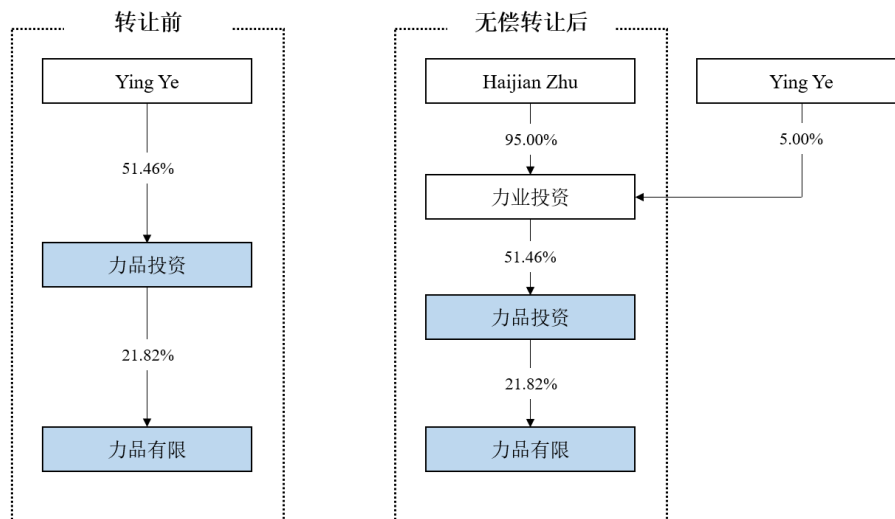 转让前
Ying Ye
51.46%
力品投资
21.82%
力品有限
无偿转让后
Haijian Zhu
Ying Ye
95.00%
5.00%
力业投资
51.46%
力品投资
21.82%
力品有限